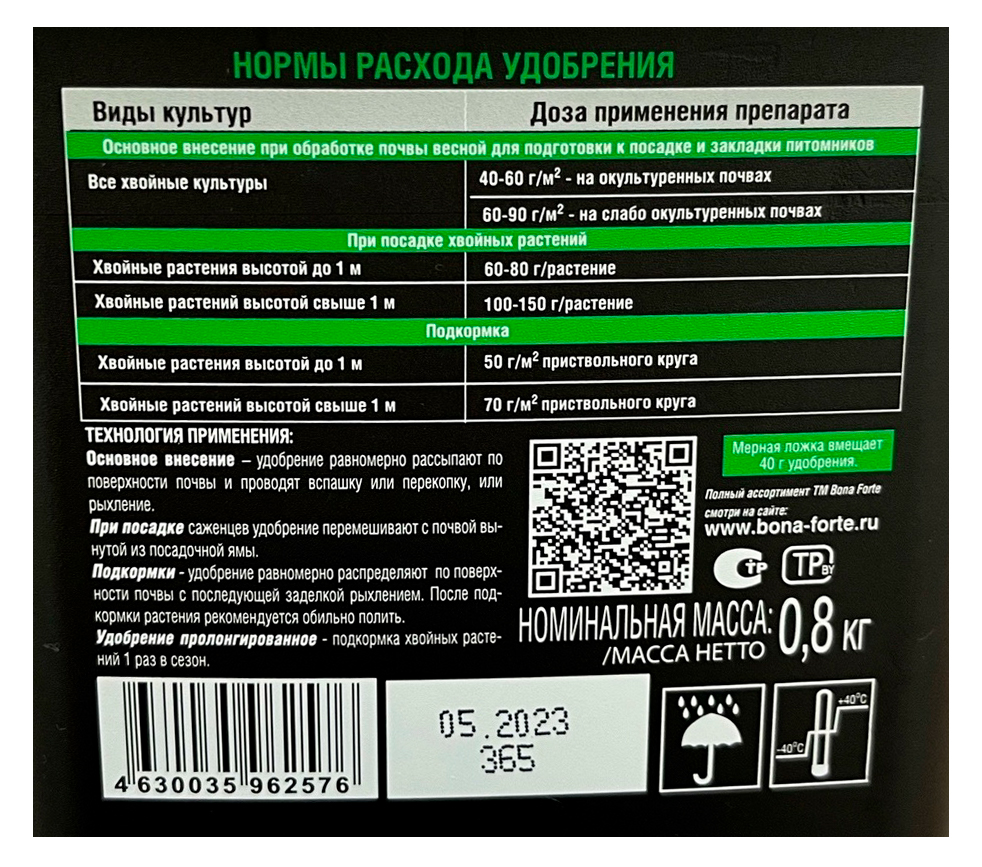 НОРМЫ РАСХОДА УДОБРЕНИЯ
Виды культур Доза применения препарата
Основное внесение при обработке почвы весной для подготовки к посадке и закладки питомников
Все хвойные культуры 40-60 г/м² - на окультуренных почвах
60-90 г/м² - на слабо окультуренных почвах
При посадке хвойных растений
Хвойные растения высотой до 1 м 60-80 г/растение
Хвойные растений высотой свыше 1 м 100-150 г/растение
Подкормка
Хвойные растения высотой до 1 м 50 г/м² приствольного круга
Хвойные растений высотой свыше 1 м 70 г/м² приствольного круга
ТЕХНОЛОГИЯ ПРИМЕНЕНИЯ:
Основное внесение – удобрение равномерно рассыпают по
поверхности почвы и проводят вспашку или перекопку, или
рыхление.
При посадке саженцев удобрение перемешивают с почвой вы-
нутой из посадочной ямы.
Подкормки - удобрение равномерно распределяют по поверх-
ности почвы с последующей заделкой рыхлением. После под-
кормки растения рекомендуется обильно полить.
Удобрение пролонгированное - подкормка хвойных расте-
ний 1 раз в сезон.
Мерная ложка вмещает
40 г удобрения.
Полный ассортимент ТМ Bona Forte
смотри на сайте:
www.bona-forte.ru
СТР TP BY
НОМИНАЛЬНАЯ МАССА: 0,8 кг
/МАССА НЕТТО
4 630035 962576
05.2023
365
+40°C
-40°C